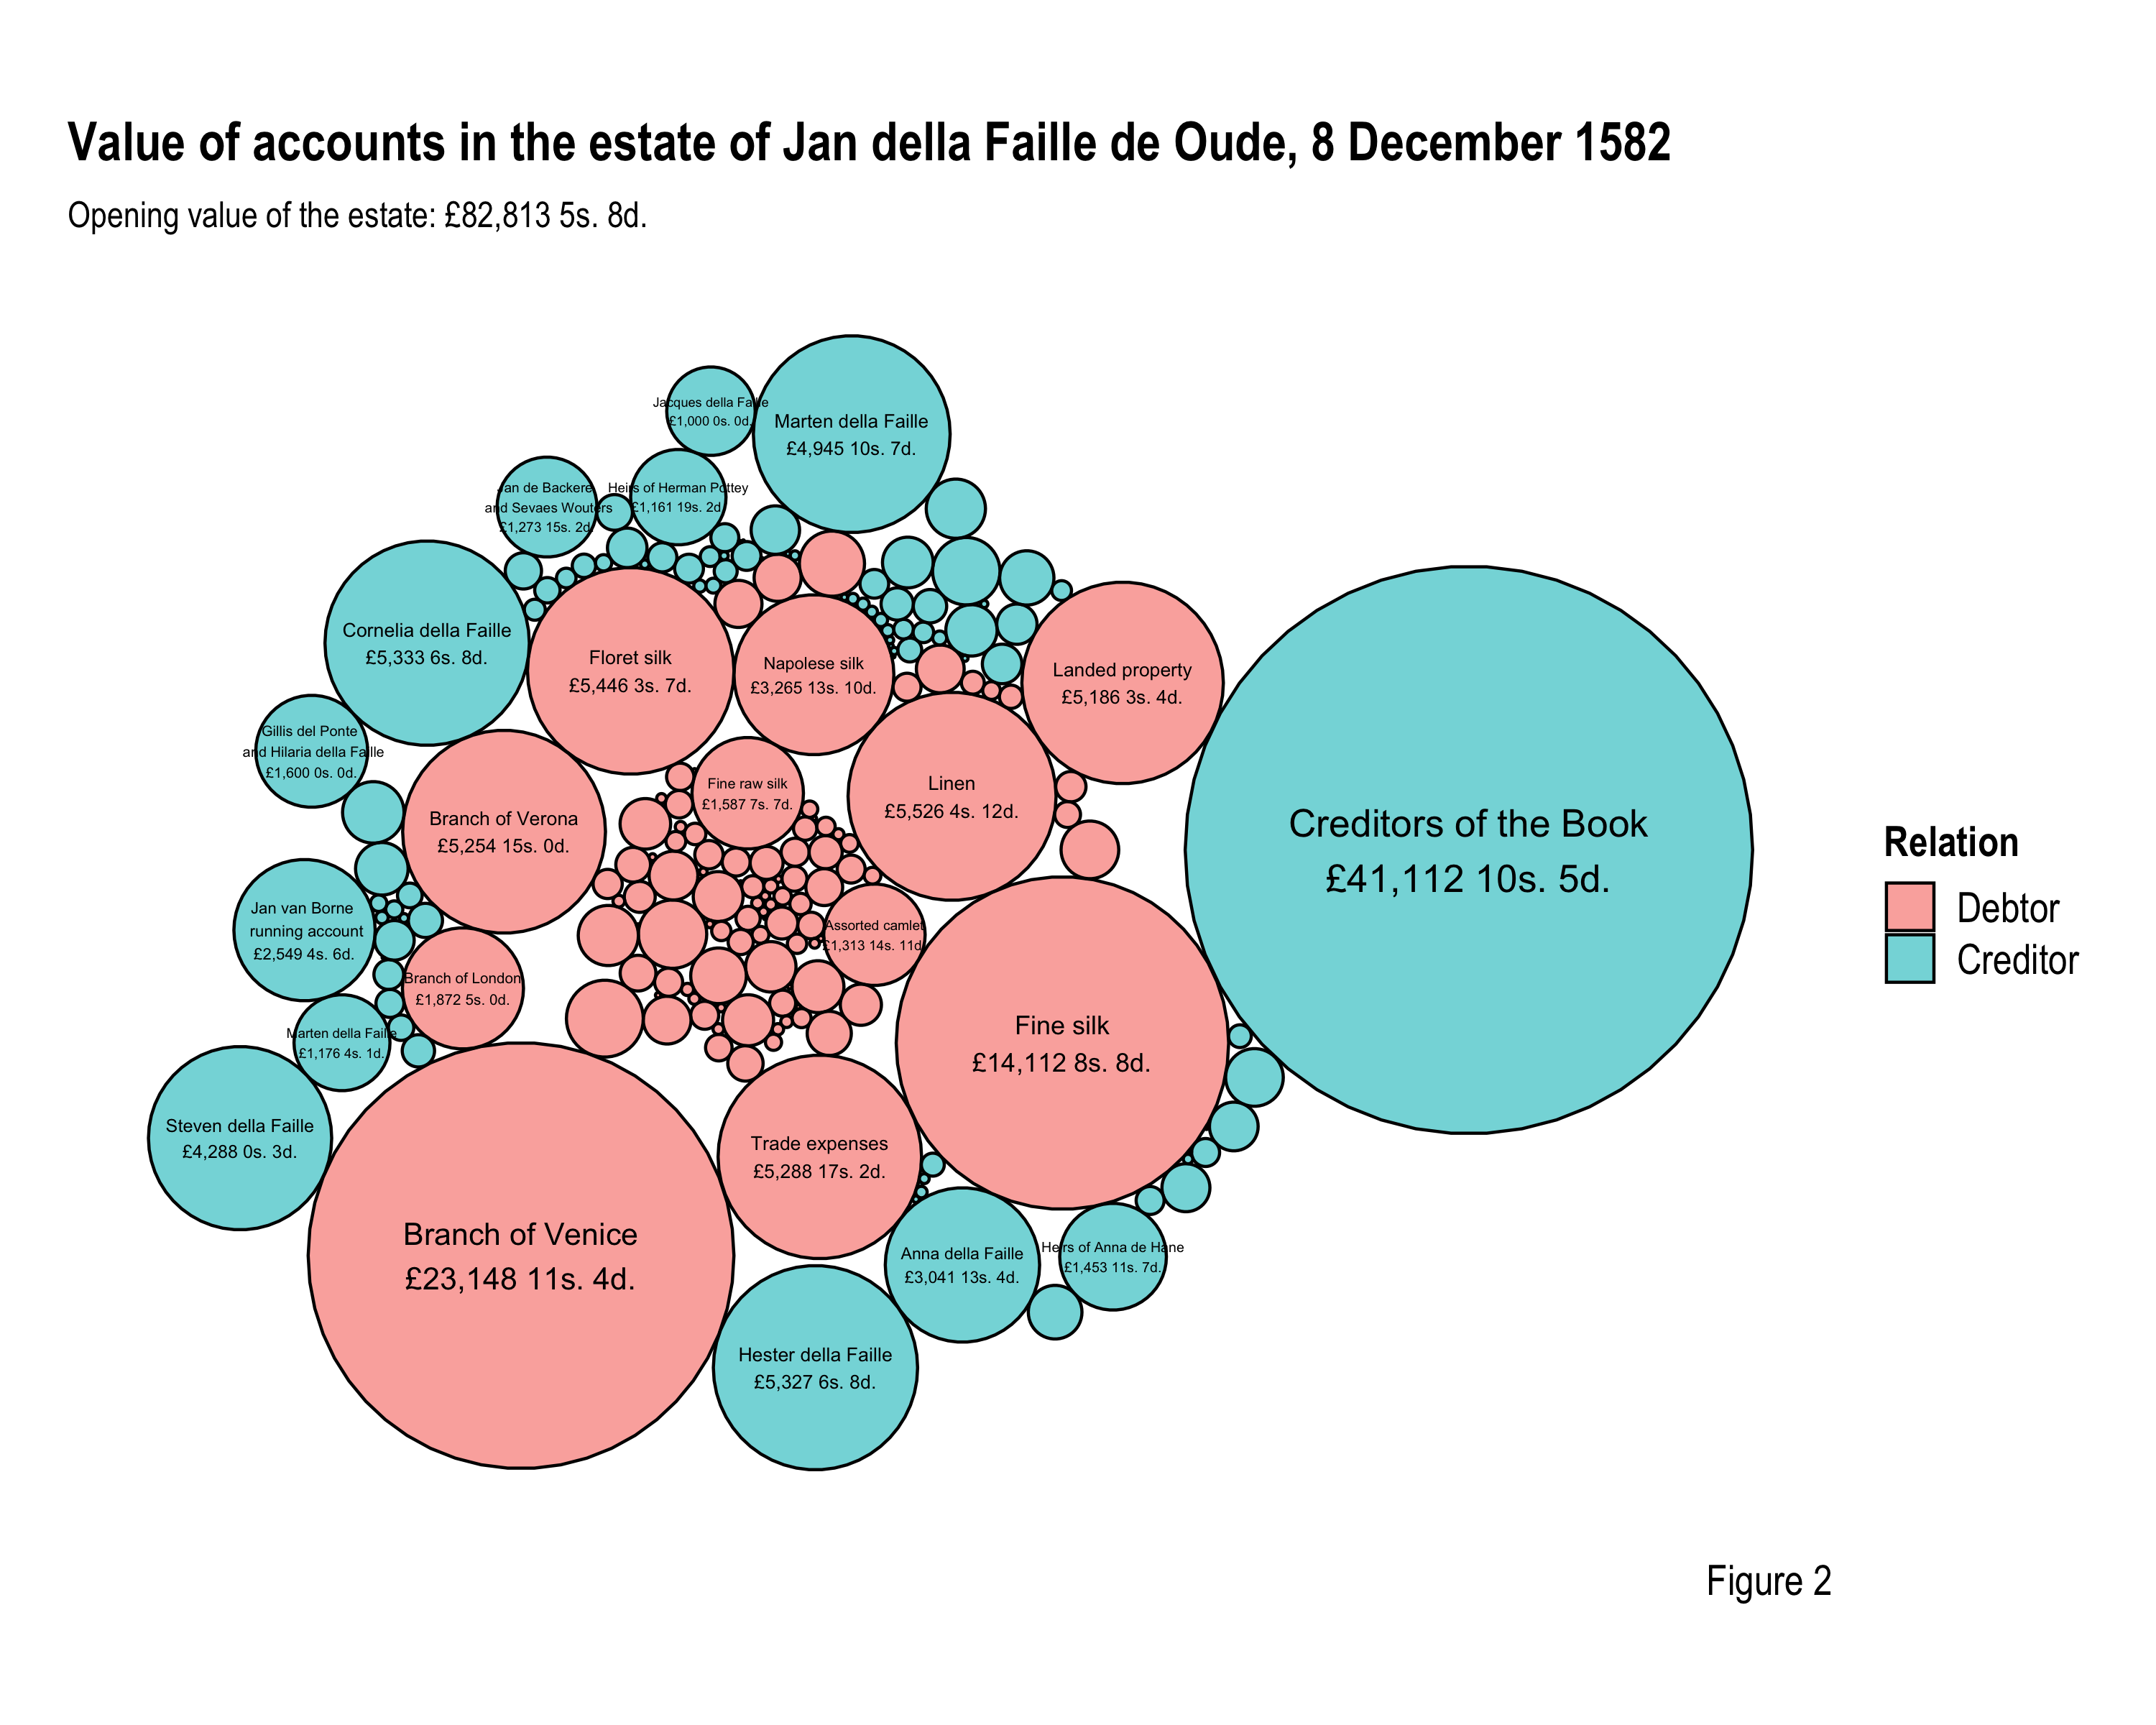 Value of accounts in the estate of Jan della Faille de Oude, 8 December 1582
Opening value of the estate: £82,813 5s. 8d.
Jacques della Faille
£1,000 0s. 0d.
Marten della Faille
£4,945 10s. 7d.
Jan de Backere
and Sevaes Wouters
£1,273 15s. 2d.
Heirs of Herman Pottey
£1,161 19s. 2d.
Cornelia della Faille
£5,333 6s. 8d.
Floret silk
£5,446 3s. 7d.
Napolese silk
£3,265 13s. 10d.
Landed property
£5,186 3s. 4d.
Gillis del Ponte
and Hilaria della Faille
£1,600 0s. 0d.
Branch of Verona
£5,254 15s. 0d.
Fine raw silk
£1,587 7s. 7d.
Linen
£5,526 4s. 12d.
Creditors of the Book
£41,112 10s. 5d.
Relation
Debtor
Creditor
Jan van Borne
running account
£2,549 4s. 6d.
Assorted camlet
£1,313 14s. 11d.
Branch of London
£1,872 5s. 0d.
Marten della Faille
£1,176 4s. 1d.
Fine silk
£14,112 8s. 8d.
Steven della Faille
£4,288 0s. 3d.
Trade expenses
£5,288 17s. 2d.
Branch of Venice
£23,148 11s. 4d.
Anna della Faille
£3,041 13s. 4d.
Heirs of Anna de Hane
£1,453 11s. 7d.
Hester della Faille
£5,327 6s. 8d.
Figure 2